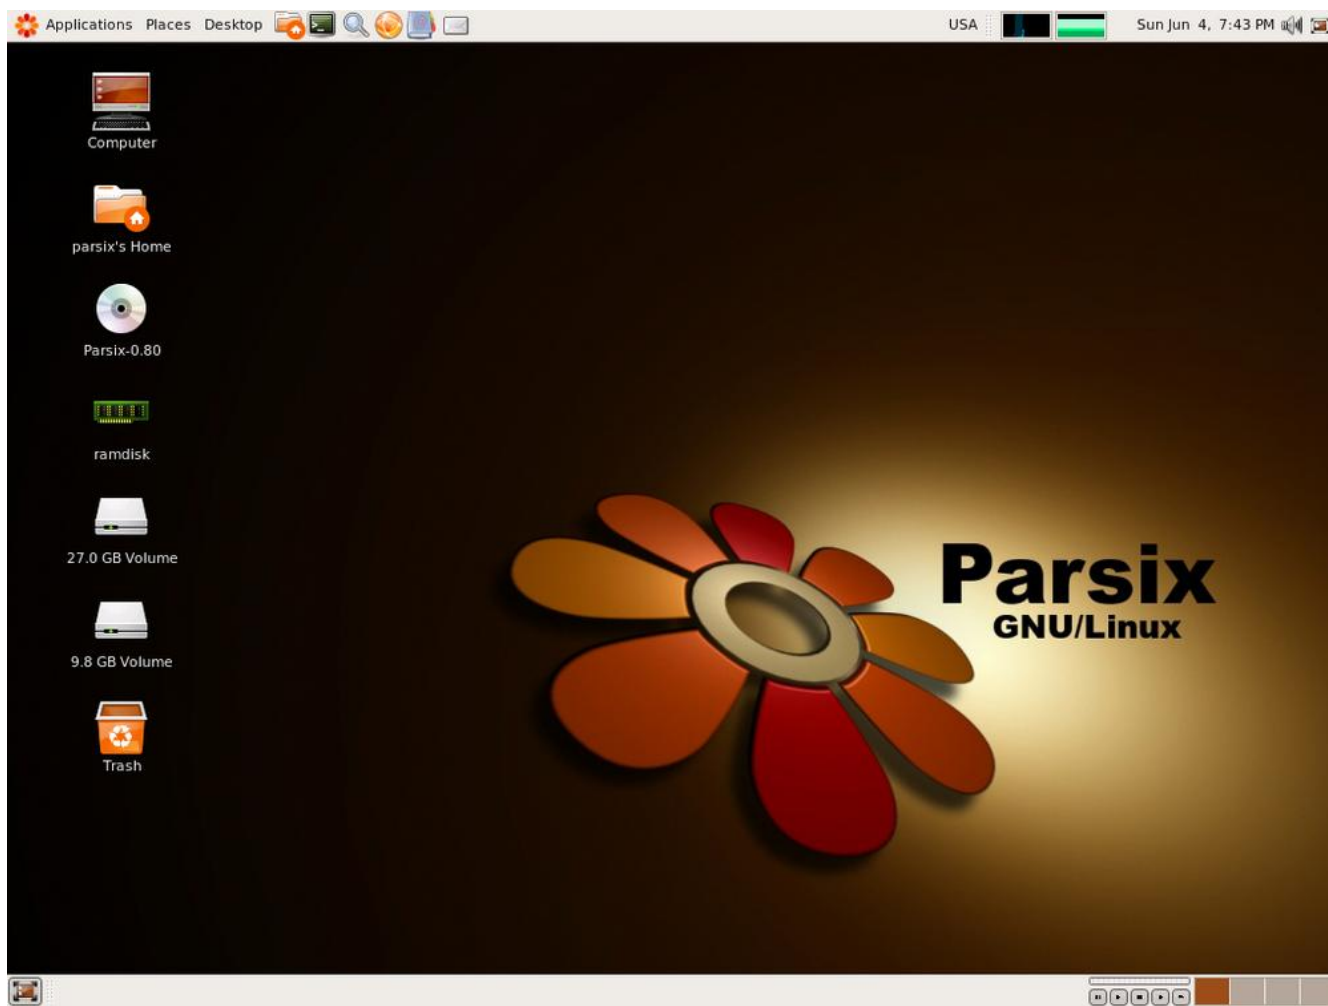 Applications Places Desktop USA Sun Jun 4, 7:43 PM
Computer
parsix's Home
Parsix-0.80
ramdisk
27.0 GB Volume
9.8 GB Volume
Trash
Parsix
GNU/Linux